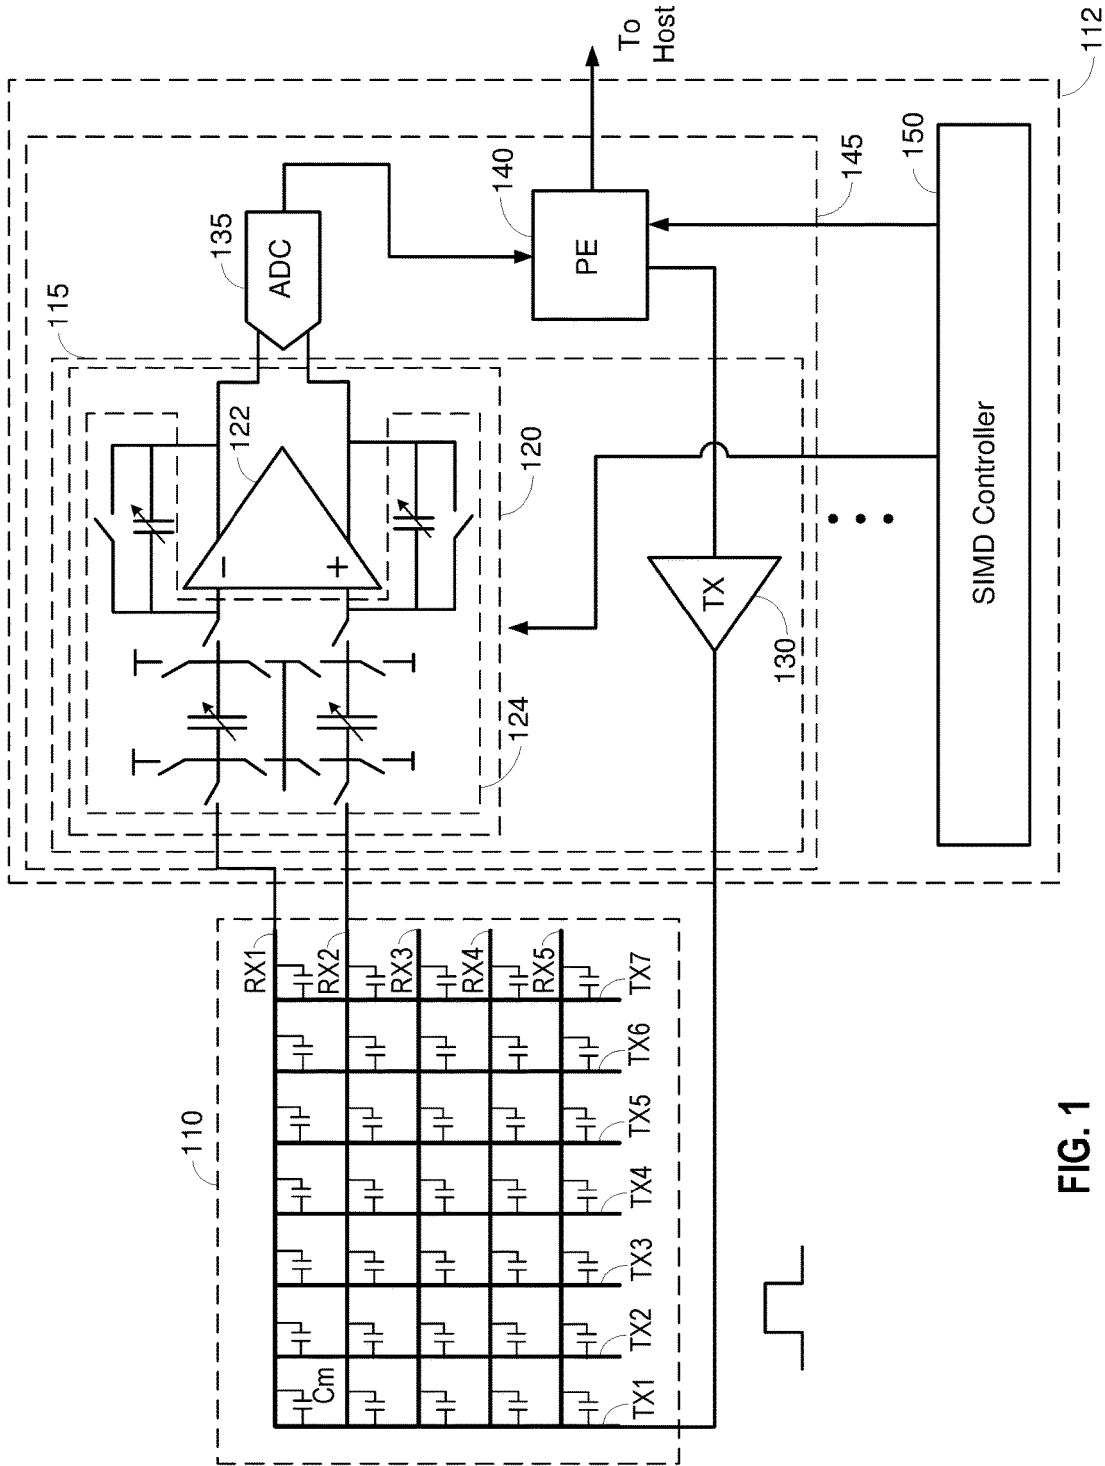 112
To
Host
145
150
SIMD Controller
140
PE
135
ADC
115
122
120
124
−
+
TX
130
110
RX1
RX2
RX3
RX4
RX5
TX7
TX6
TX5
TX4
TX3
TX2
TX1
Cm
FIG. 1